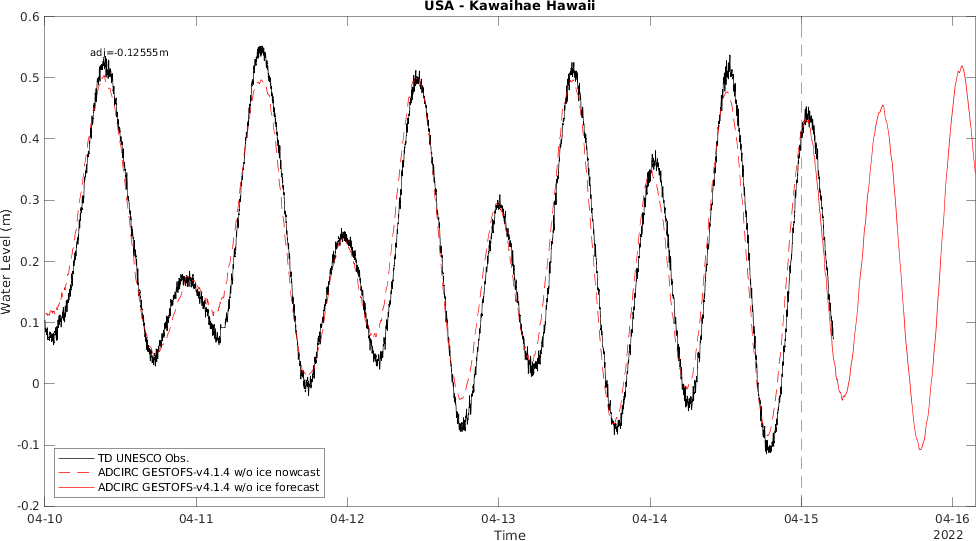 USA - Kawaihae Hawaii
adj=-0.12555m
0.6
0.5
0.4
0.3
0.2
0.1
0
-0.1
-0.2
Water Level (m)
TD UNESCO Obs.
ADCIRC GESTOFS-v4.1.4 w/o ice nowcast
ADCIRC GESTOFS-v4.1.4 w/o ice forecast
04-10 04-11 04-12 04-13 04-14 04-15 04-16
Time
2022